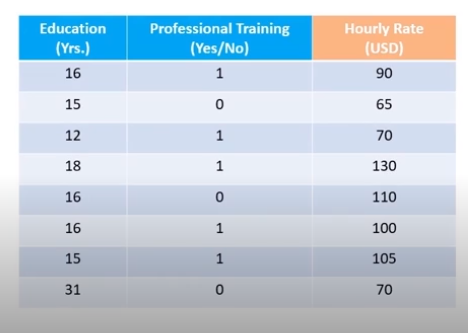 Education Professional Training Hourly Rate
(Yrs.) (Yes/No) (USD)
16 1 90
15 0 65
12 1 70
18 1 130
16 0 110
16 1 100
15 1 105
31 0 70